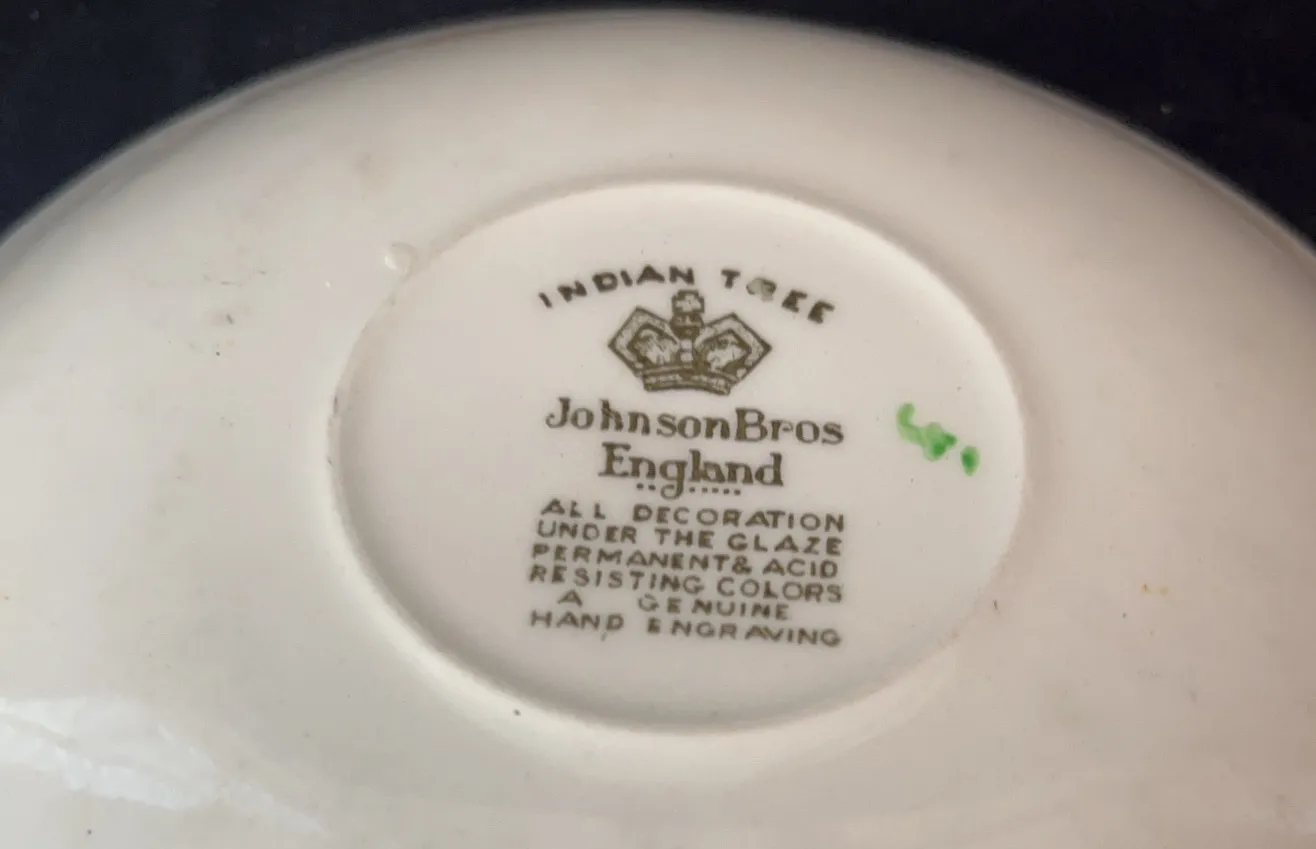 INDIAN TREE
JohnsonBros
England
ALL DECORATION
UNDER THE GLAZE
PERMANENT & ACID
RESISTING COLORS
A GENUINE
HAND ENGRAVING